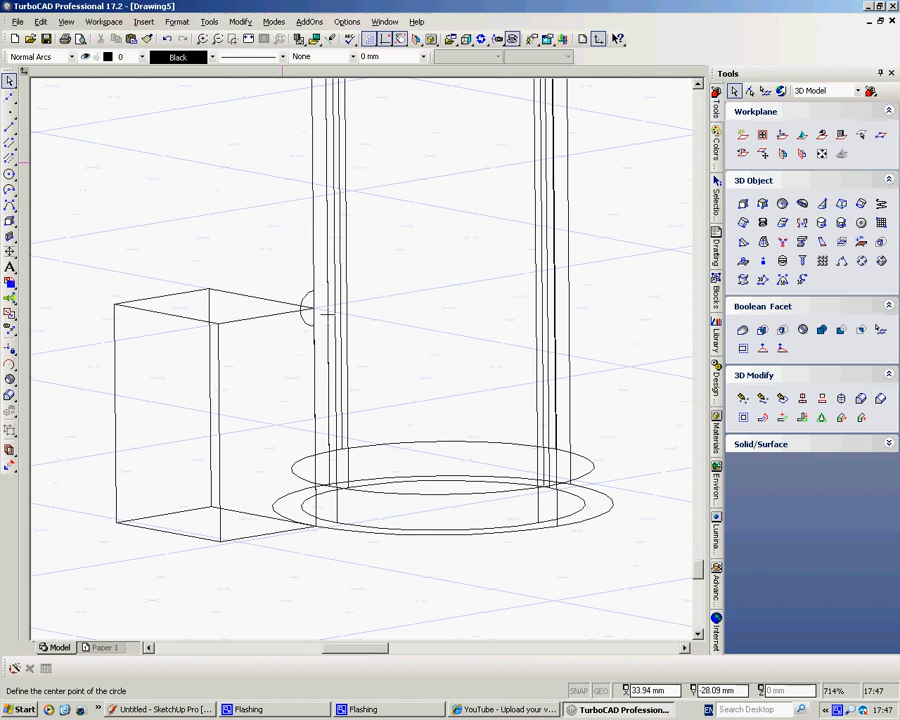 TurboCAD Professional 17.2 - [Drawing5]
File Edit View Workspace Insert Format Tools Modify Modes AddOns Options Window Help
Normal Arcs 0 Black None 0 mm
Tools
3D Model
Workplane
3D Object
Boolean Facet
3D Modify
Solid/Surface
Tools
Colors
Selectio
Drafting
Blocks
Library
Design
Materials
Environ
Lumina
Advanc
Internet
Model Paper 1
Define the center point of the circle
SNAP GEO X 33.94 mm Y -28.09 mm Z 0 mm 714% 17:47
Start Untitled - SketchUp Pro [... Flashing Flashing YouTube - Upload your v... TurboCAD Profession... EN Search Desktop 17:47